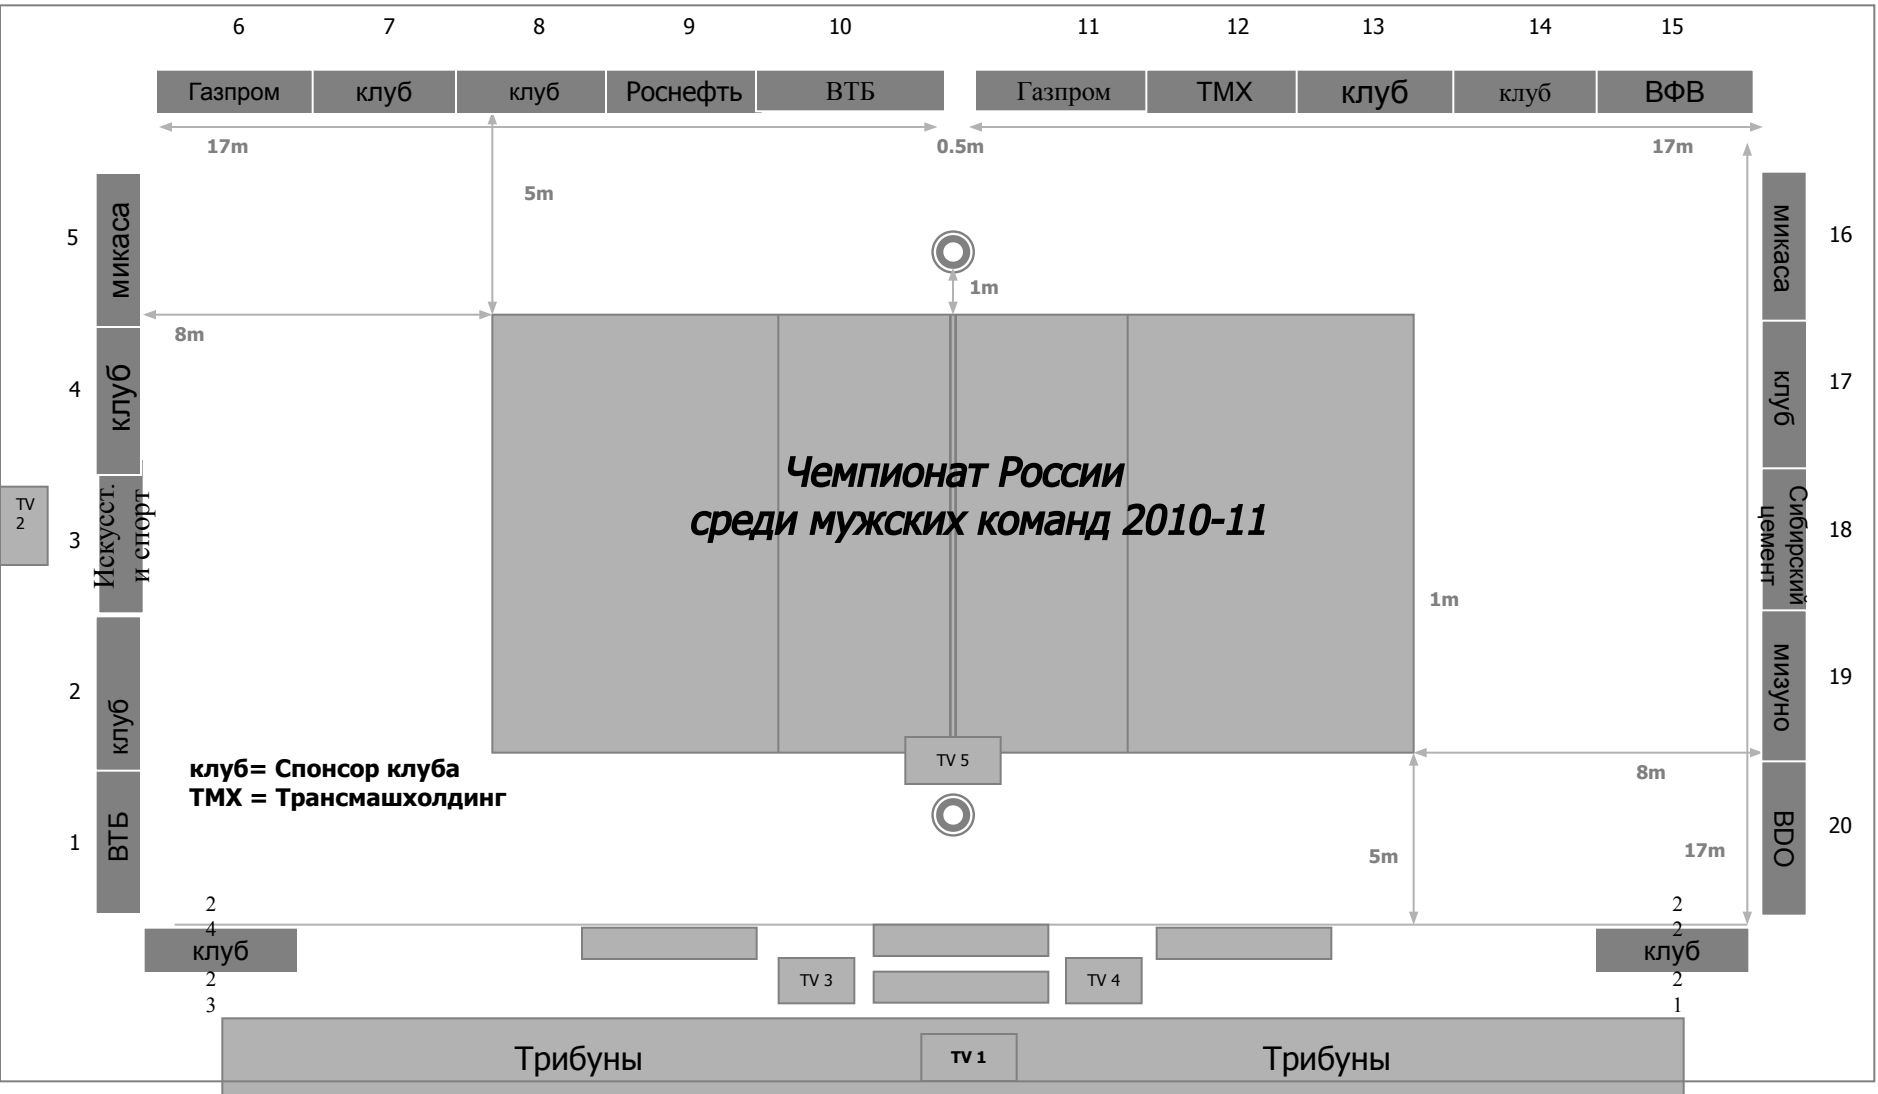 6 7 8 9 10 11 12 13 14 15
Газпром клуб клуб Роснефть ВТБ Газпром ТМХ клуб клуб ВФВ
17m 0.5m 17m
5m
5 микаса
микаса 16
1m
8m
4 клуб
клуб 17
Чемпионат России
среди мужских команд 2010-11
TV
2
3
Искусст.
и спорт
Сибирский
цемент
18
1m
2 клуб
мизуно 19
TV 5
клуб= Спонсор клуба
ТМХ = Трансмашхолдинг
8m
1 ВТБ
5m 17m
BDO 20
2 2
4 2
клуб клуб
2 2
3 1
TV 3 TV 4
Трибуны TV 1 Трибуны